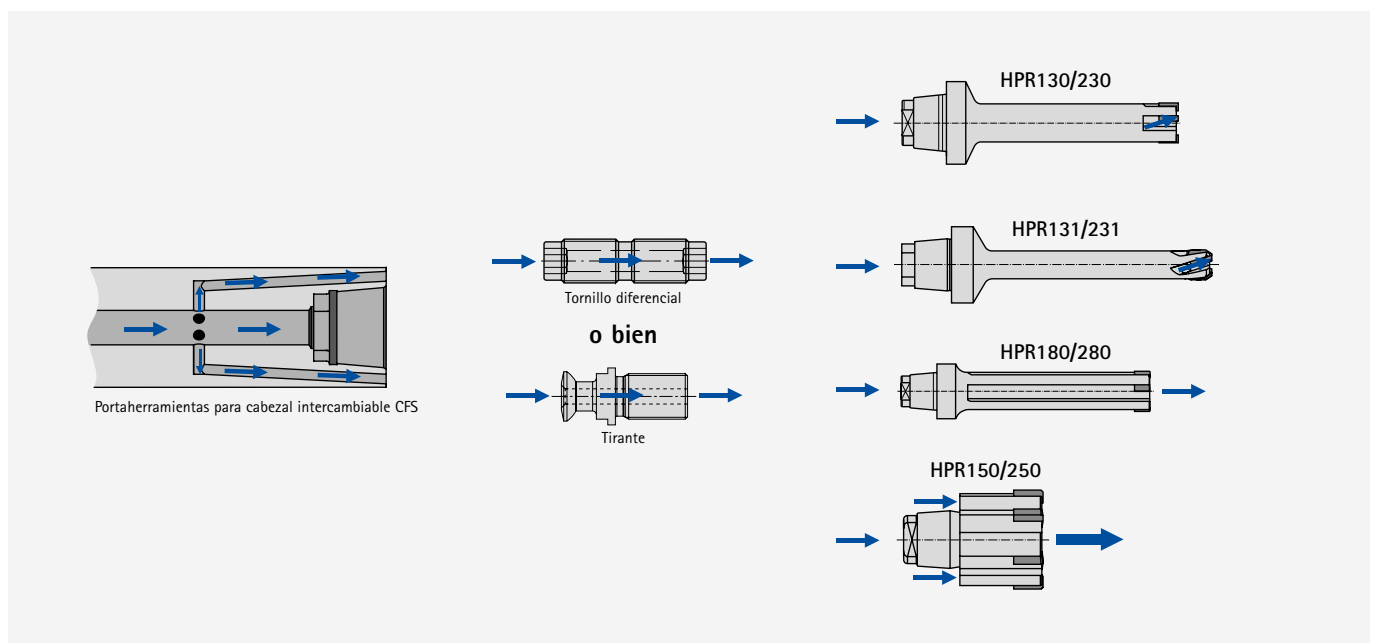 Portaherramientas para cabezal intercambiable CFS
Tornillo diferencial
o bien
Tirante
HPR130/230
HPR131/231
HPR180/280
HPR150/250